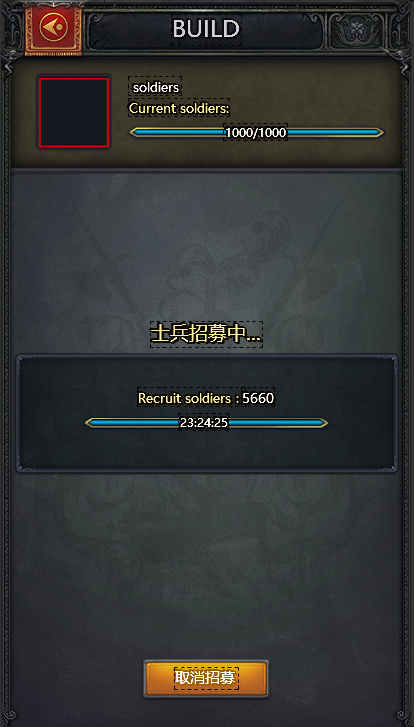 BUILD
soldiers
Current soldiers:
1000/1000
士兵招募中...
Recruit soldiers : 5660
23:24:25
取消招募